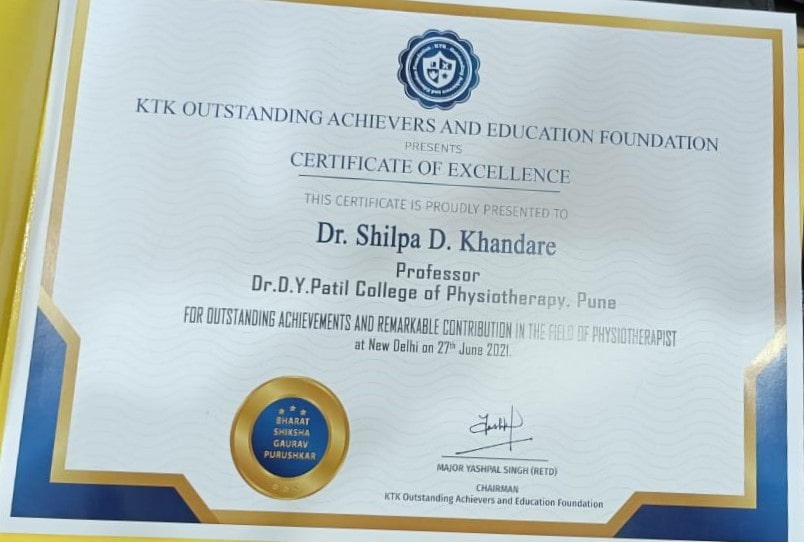 KTK OUTSTANDING ACHIEVERS AND EDUCATION FOUNDATION
PRESENTS
CERTIFICATE OF EXCELLENCE
THIS CERTIFICATE IS PROUDLY PRESENTED TO
Dr. Shilpa D. Khandare
Professor
Dr.D.Y.Patil College of Physiotherapy. Pune
FOR OUTSTANDING ACHIEVEMENTS AND REMARKABLE CONTRIBUTION IN THE FIELD OF PHYSIOTHERAPIST
at New Delhi on 27th June 2021.
BHARAT
SHIKSHA
GAURAV
PURUSHKAR
MAJOR YASHPAL SINGH (RETD)
CHAIRMAN
KTK Outstanding Achievers and Education Foundation